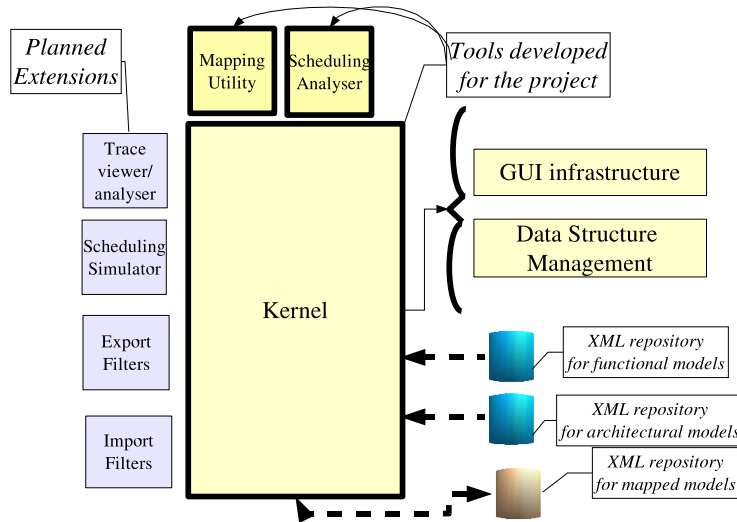 Planned
Extensions
Mapping
Utility
Scheduling
Analyser
Tools developed
for the project
Trace
viewer/
analyser
Scheduling
Simulator
Export
Filters
Import
Filters
Kernel
GUI infrastructure
Data Structure
Management
XML repository
for functional models
XML repository
for architectural models
XML repository
for mapped models